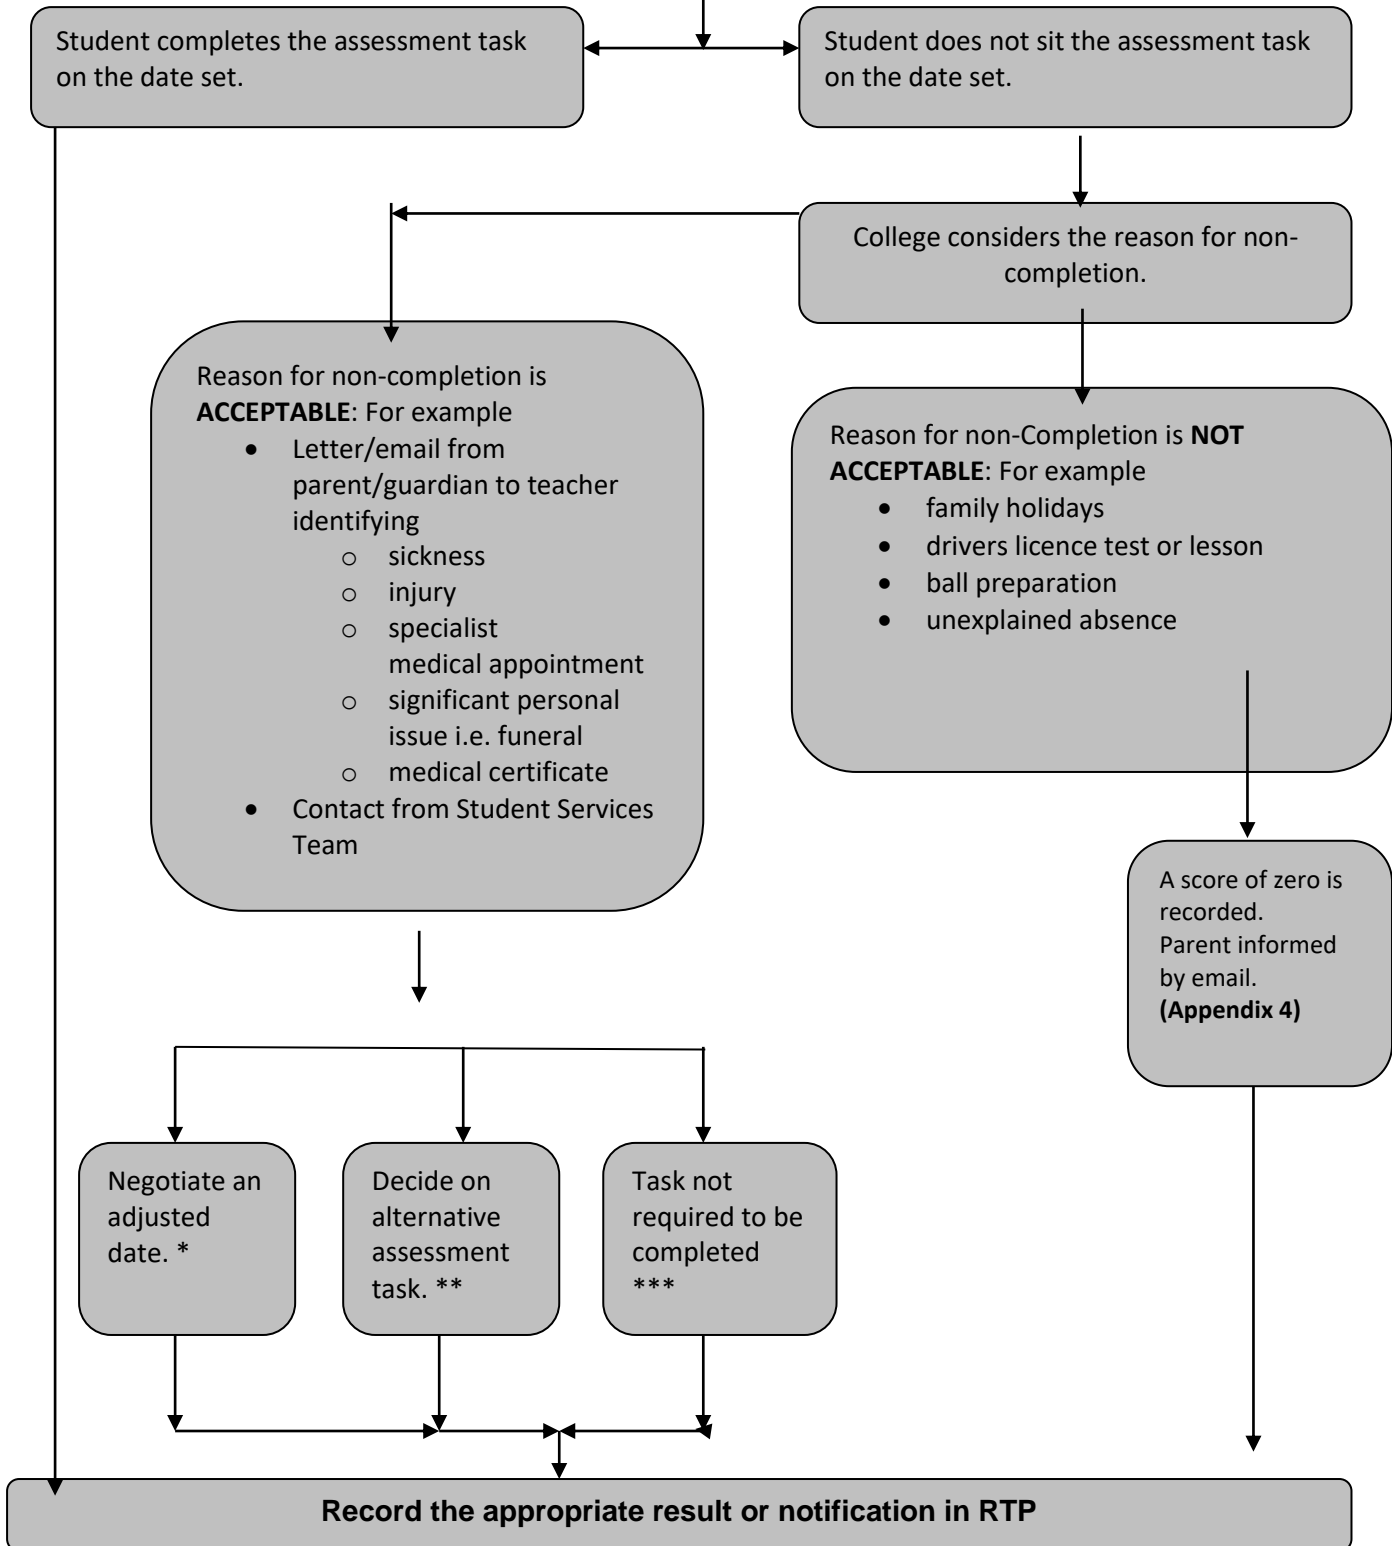 Student completes the assessment task
on the date set.
Student does not sit the assessment task
on the date set.
College considers the reason for non-
completion.
Reason for non-completion is
ACCEPTABLE: For example
• Letter/email from
parent/guardian to teacher
identifying
o sickness
o injury
o specialist
medical appointment
o significant personal
issue i.e. funeral
o medical certificate
• Contact from Student Services
Team
Reason for non-Completion is NOT
ACCEPTABLE: For example
• family holidays
• drivers licence test or lesson
• ball preparation
• unexplained absence
A score of zero is
recorded.
Parent informed
by email.
(Appendix 4)
Negotiate an
adjusted
date. *
Decide on
alternative
assessment
task. **
Task not
required to be
completed
***
Record the appropriate result or notification in RTP